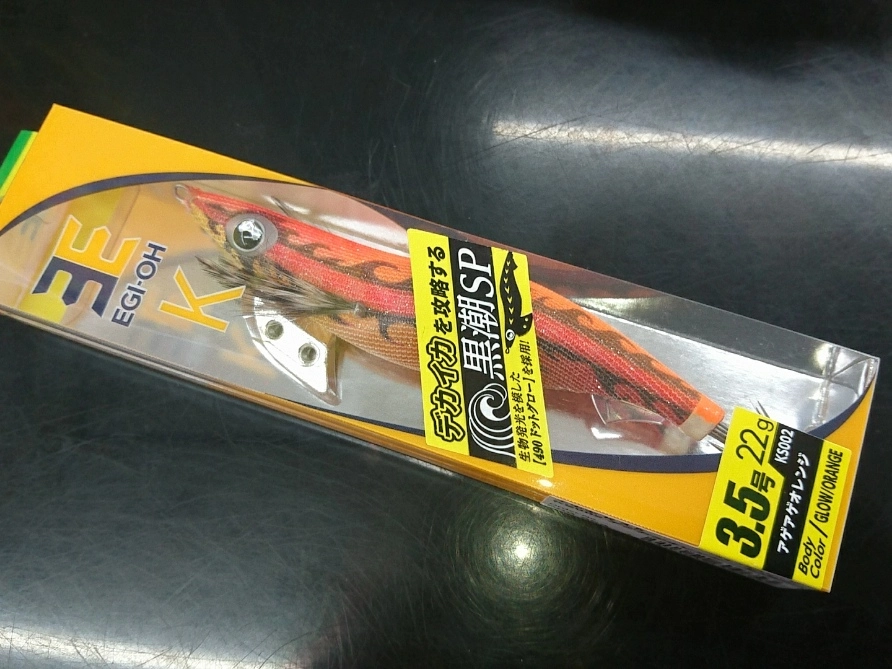 EGI-OH
K
デカイカを攻略する
黒潮SP
生物発光を模した
「490ドットグロー」を採用!
3.5号 22g
KS002
アゲアゲオレンジ
Body
Color / GLOW/ORANGE